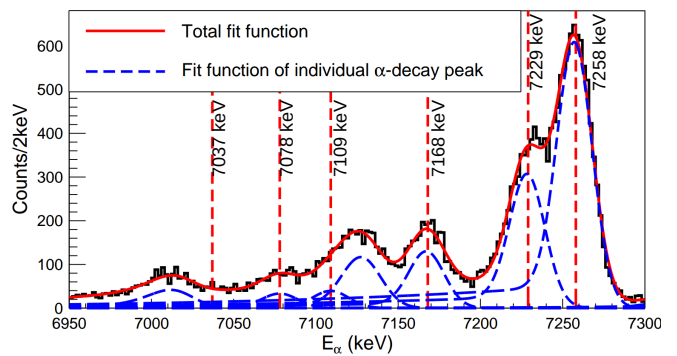 Total fit function
Fit function of individual α-decay peak
7037 keV
7078 keV
7109 keV
7168 keV
7229 keV
7258 keV
Counts/2keV
600
500
400
300
200
100
0
6950 7000 7050 7100 7150 7200 7250 7300
Eα (keV)